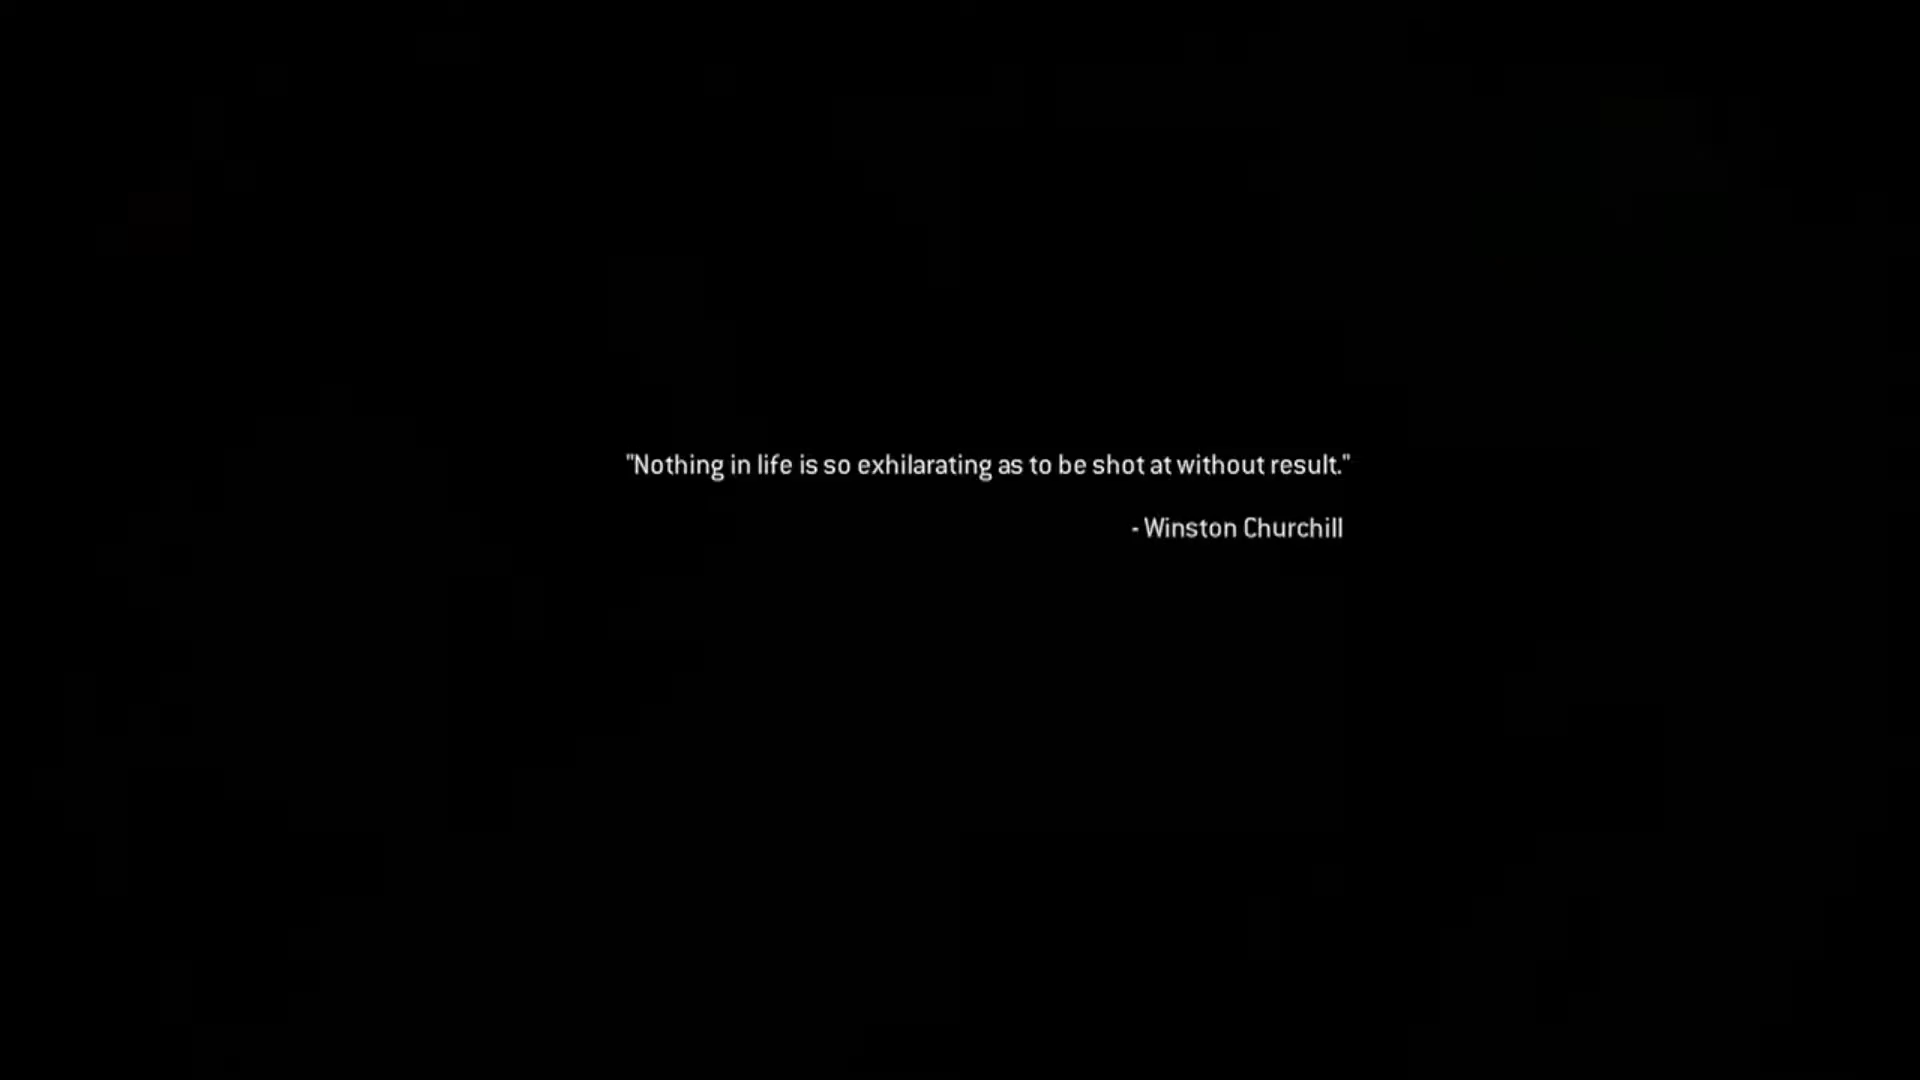 "Nothing in life is so exhilarating as to be shot at without result."
- Winston Churchill